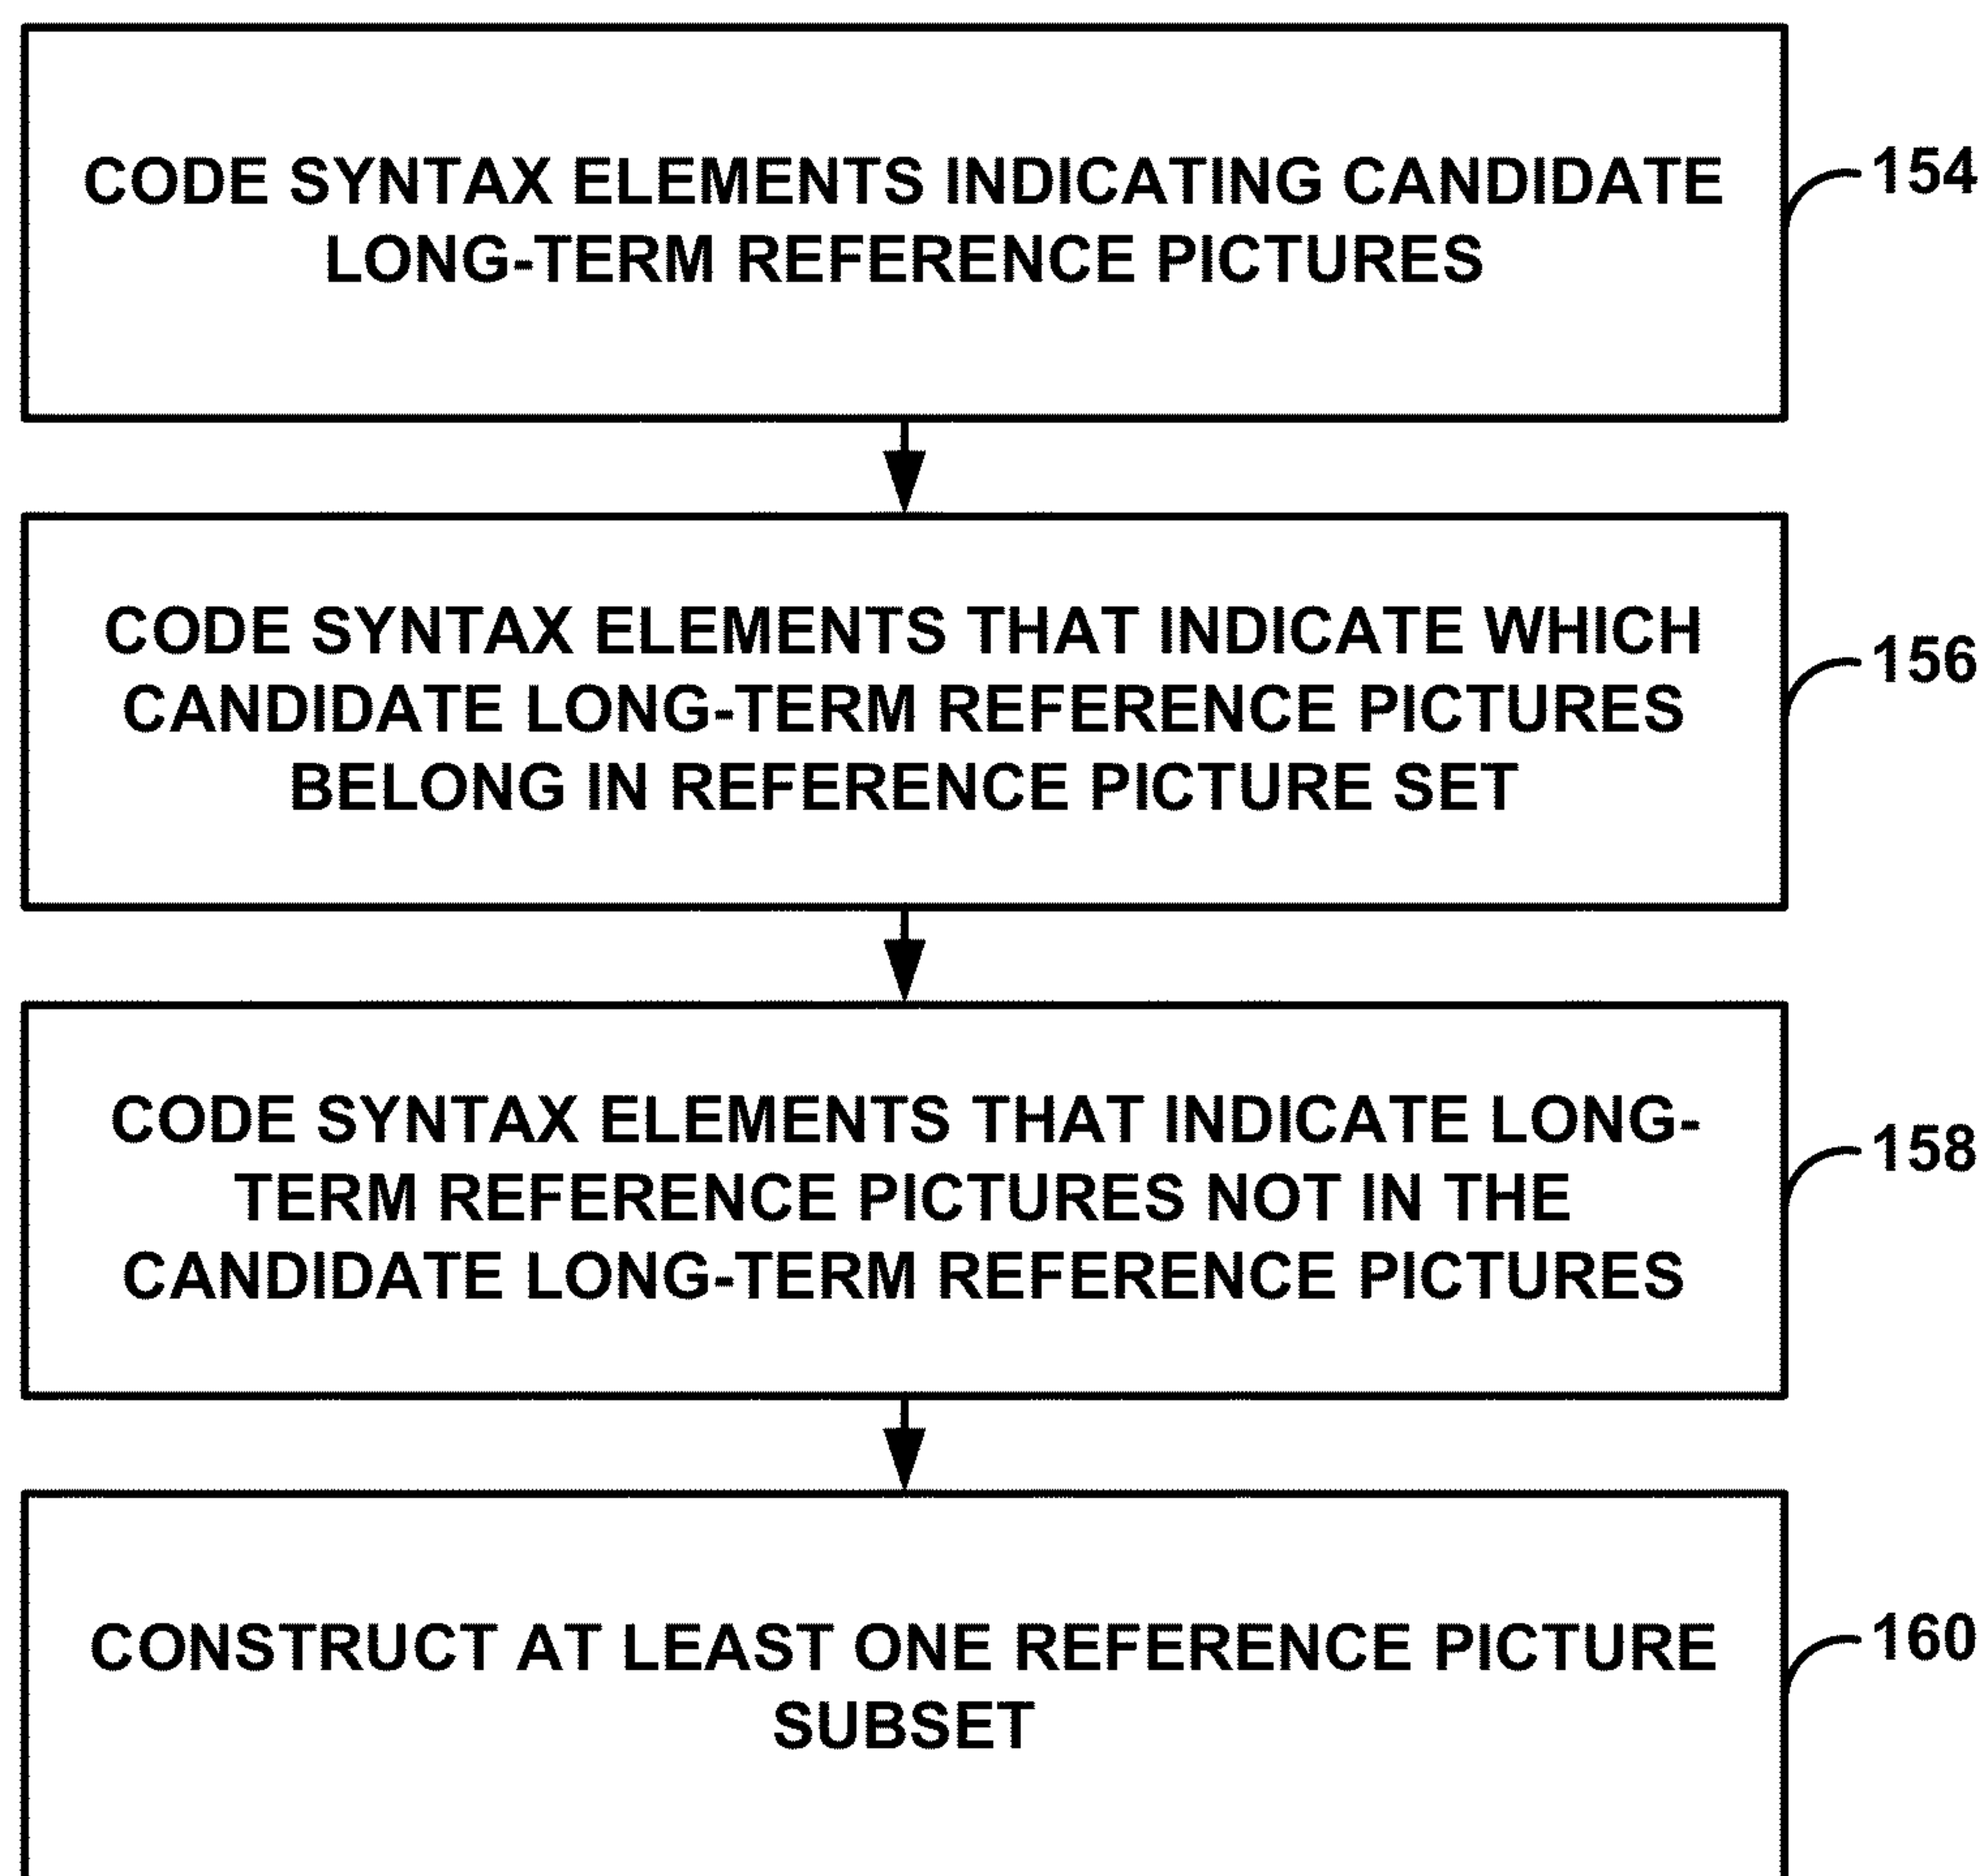 CODE SYNTAX ELEMENTS INDICATING CANDIDATE
LONG-TERM REFERENCE PICTURES
154
CODE SYNTAX ELEMENTS THAT INDICATE WHICH
CANDIDATE LONG-TERM REFERENCE PICTURES
BELONG IN REFERENCE PICTURE SET
156
CODE SYNTAX ELEMENTS THAT INDICATE LONG-
TERM REFERENCE PICTURES NOT IN THE
CANDIDATE LONG-TERM REFERENCE PICTURES
158
CONSTRUCT AT LEAST ONE REFERENCE PICTURE
SUBSET
160